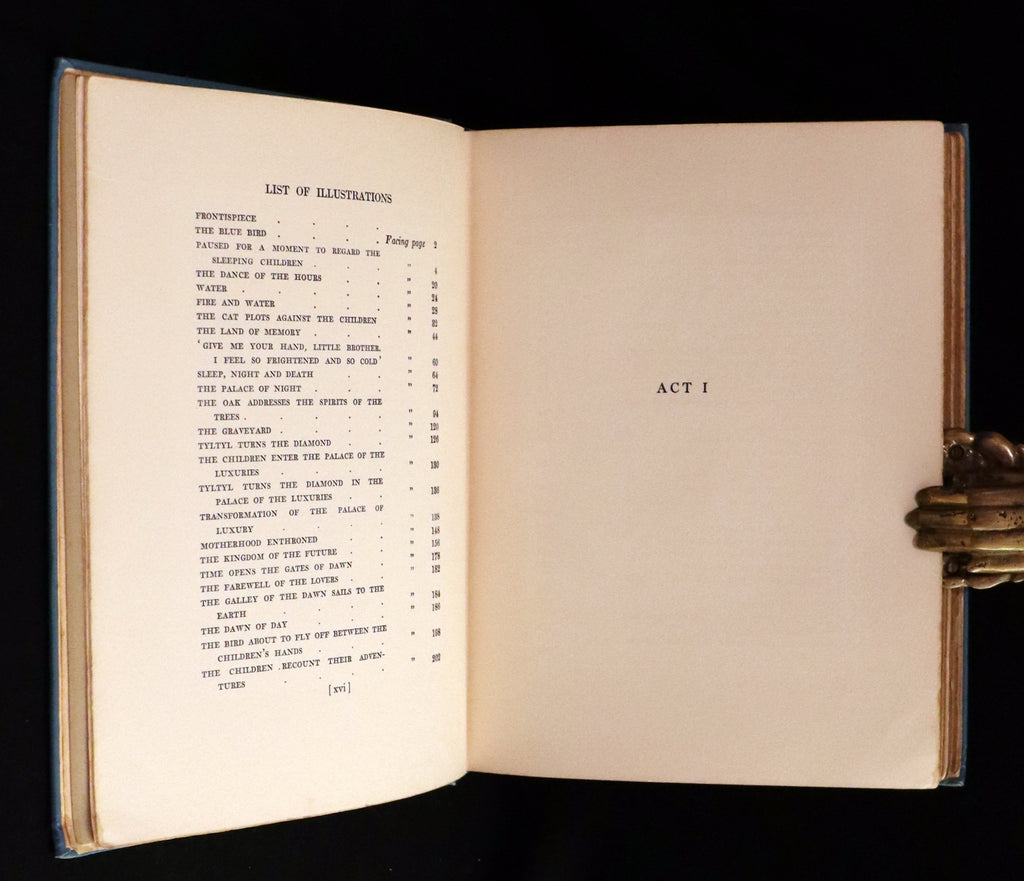 LIST OF ILLUSTRATIONS
FRONTISPIECE . . . .
THE BLUE BIRD . . . . Facing page 2
PAUSED FOR A MOMENT TO REGARD THE
SLEEPING CHILDREN . . . " 4
THE DANCE OF THE HOURS . . " 20
WATER . . . . . " 24
FIRE AND WATER . . . " 28
THE CAT PLOTS AGAINST THE CHILDREN " 32
THE LAND OF MEMORY . . . " 44
'GIVE ME YOUR HAND, LITTLE BROTHER.
I FEEL SO FRIGHTENED AND SO COLD' " 60
SLEEP, NIGHT AND DEATH . . " 64
THE PALACE OF NIGHT . . . " 72
THE OAK ADDRESSES THE SPIRITS OF THE
TREES . . . . . " 94
THE GRAVEYARD . . . . " 120
TYLTYL TURNS THE DIAMOND . . " 126
THE CHILDREN ENTER THE PALACE OF THE
LUXURIES . . . . " 130
TYLTYL TURNS THE DIAMOND IN THE
PALACE OF THE LUXURIES . . " 136
TRANSFORMATION OF THE PALACE OF
LUXURY . . . . " 138
MOTHERHOOD ENTHRONED . . " 148
THE KINGDOM OF THE FUTURE . . " 156
TIME OPENS THE GATES OF DAWN . " 178
THE FAREWELL OF THE LOVERS . . " 182
THE GALLEY OF THE DAWN SAILS TO THE
EARTH . . . . " 184
THE DAWN OF DAY . . . " 186
THE BIRD ABOUT TO FLY OFF BETWEEN THE
CHILDREN'S HANDS . . . " 198
THE CHILDREN RECOUNT THEIR ADVEN-
TURES . . . . " 202
[xvi]
ACT I